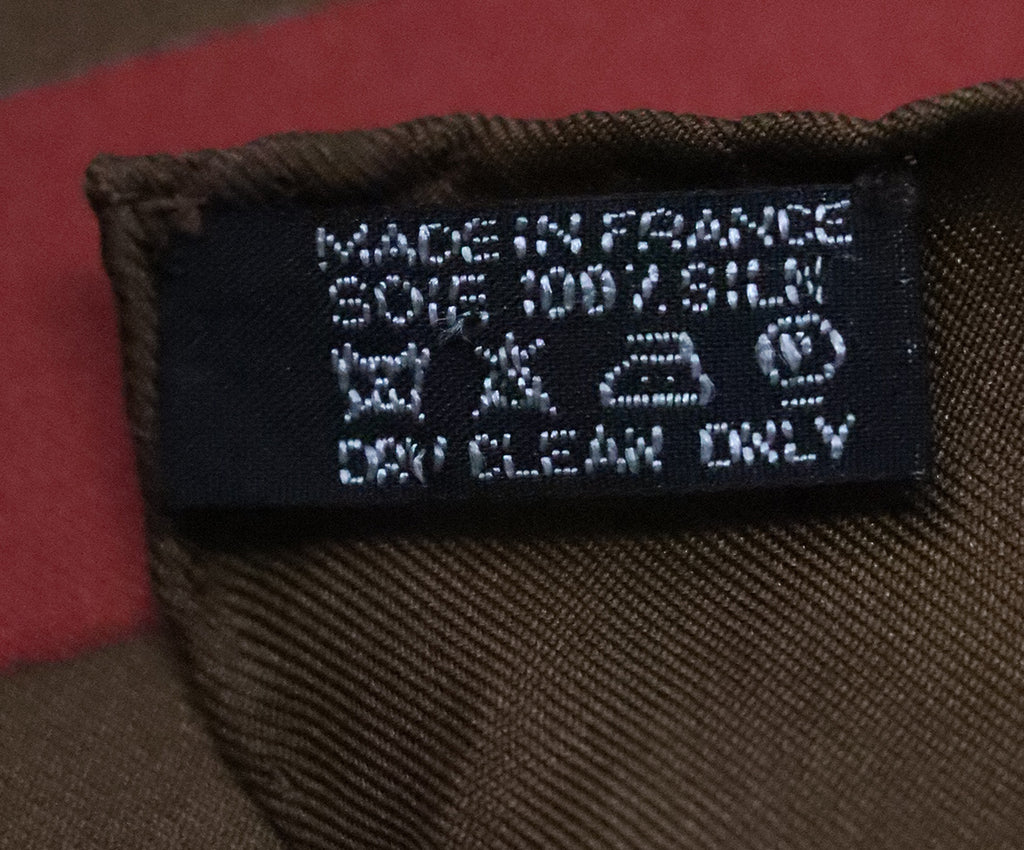 MADE IN FRANCE
SOIE 100% SILK
P
DRY CLEAN ONLY